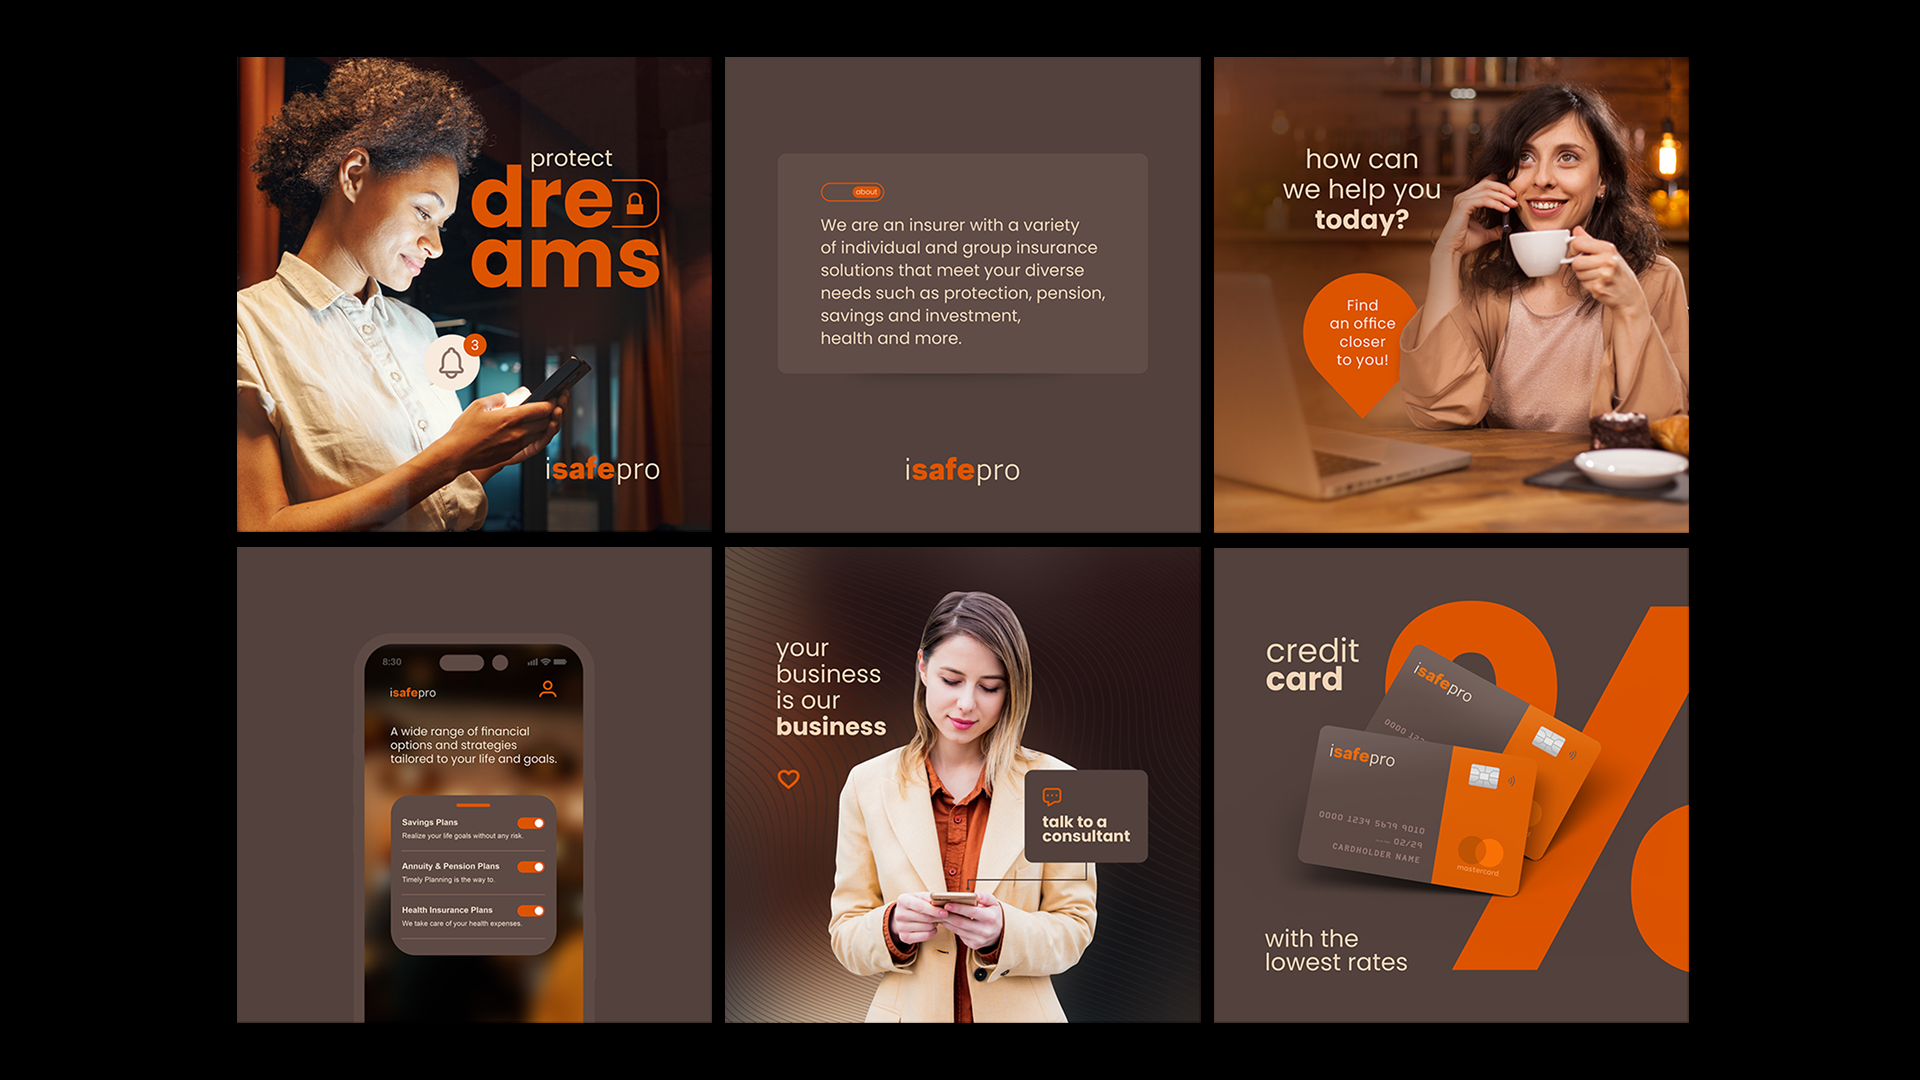 protect
dre
ams
3
isafepro
about
We are an insurer with a variety
of individual and group insurance
solutions that meet your diverse
needs such as protection, pension,
savings and investment,
health and more.
isafepro
how can
we help you
today?
Find
an office
closer
to you!
8:30
isafepro
A wide range of financial
options and strategies
tailored to your life and goals.
Savings Plans
Realize your life goals without any risk.
Annuity & Pension Plans
Timely Planning is the way to.
Health Insurance Plans
We take care of your health expenses.
your
business
is our
business
talk to a
consultant
credit
card
%
isafepro
0000 12
isafepro
0000 1234 5679 9010
02/29
CARDHOLDER NAME
mastercard
with the
lowest rates